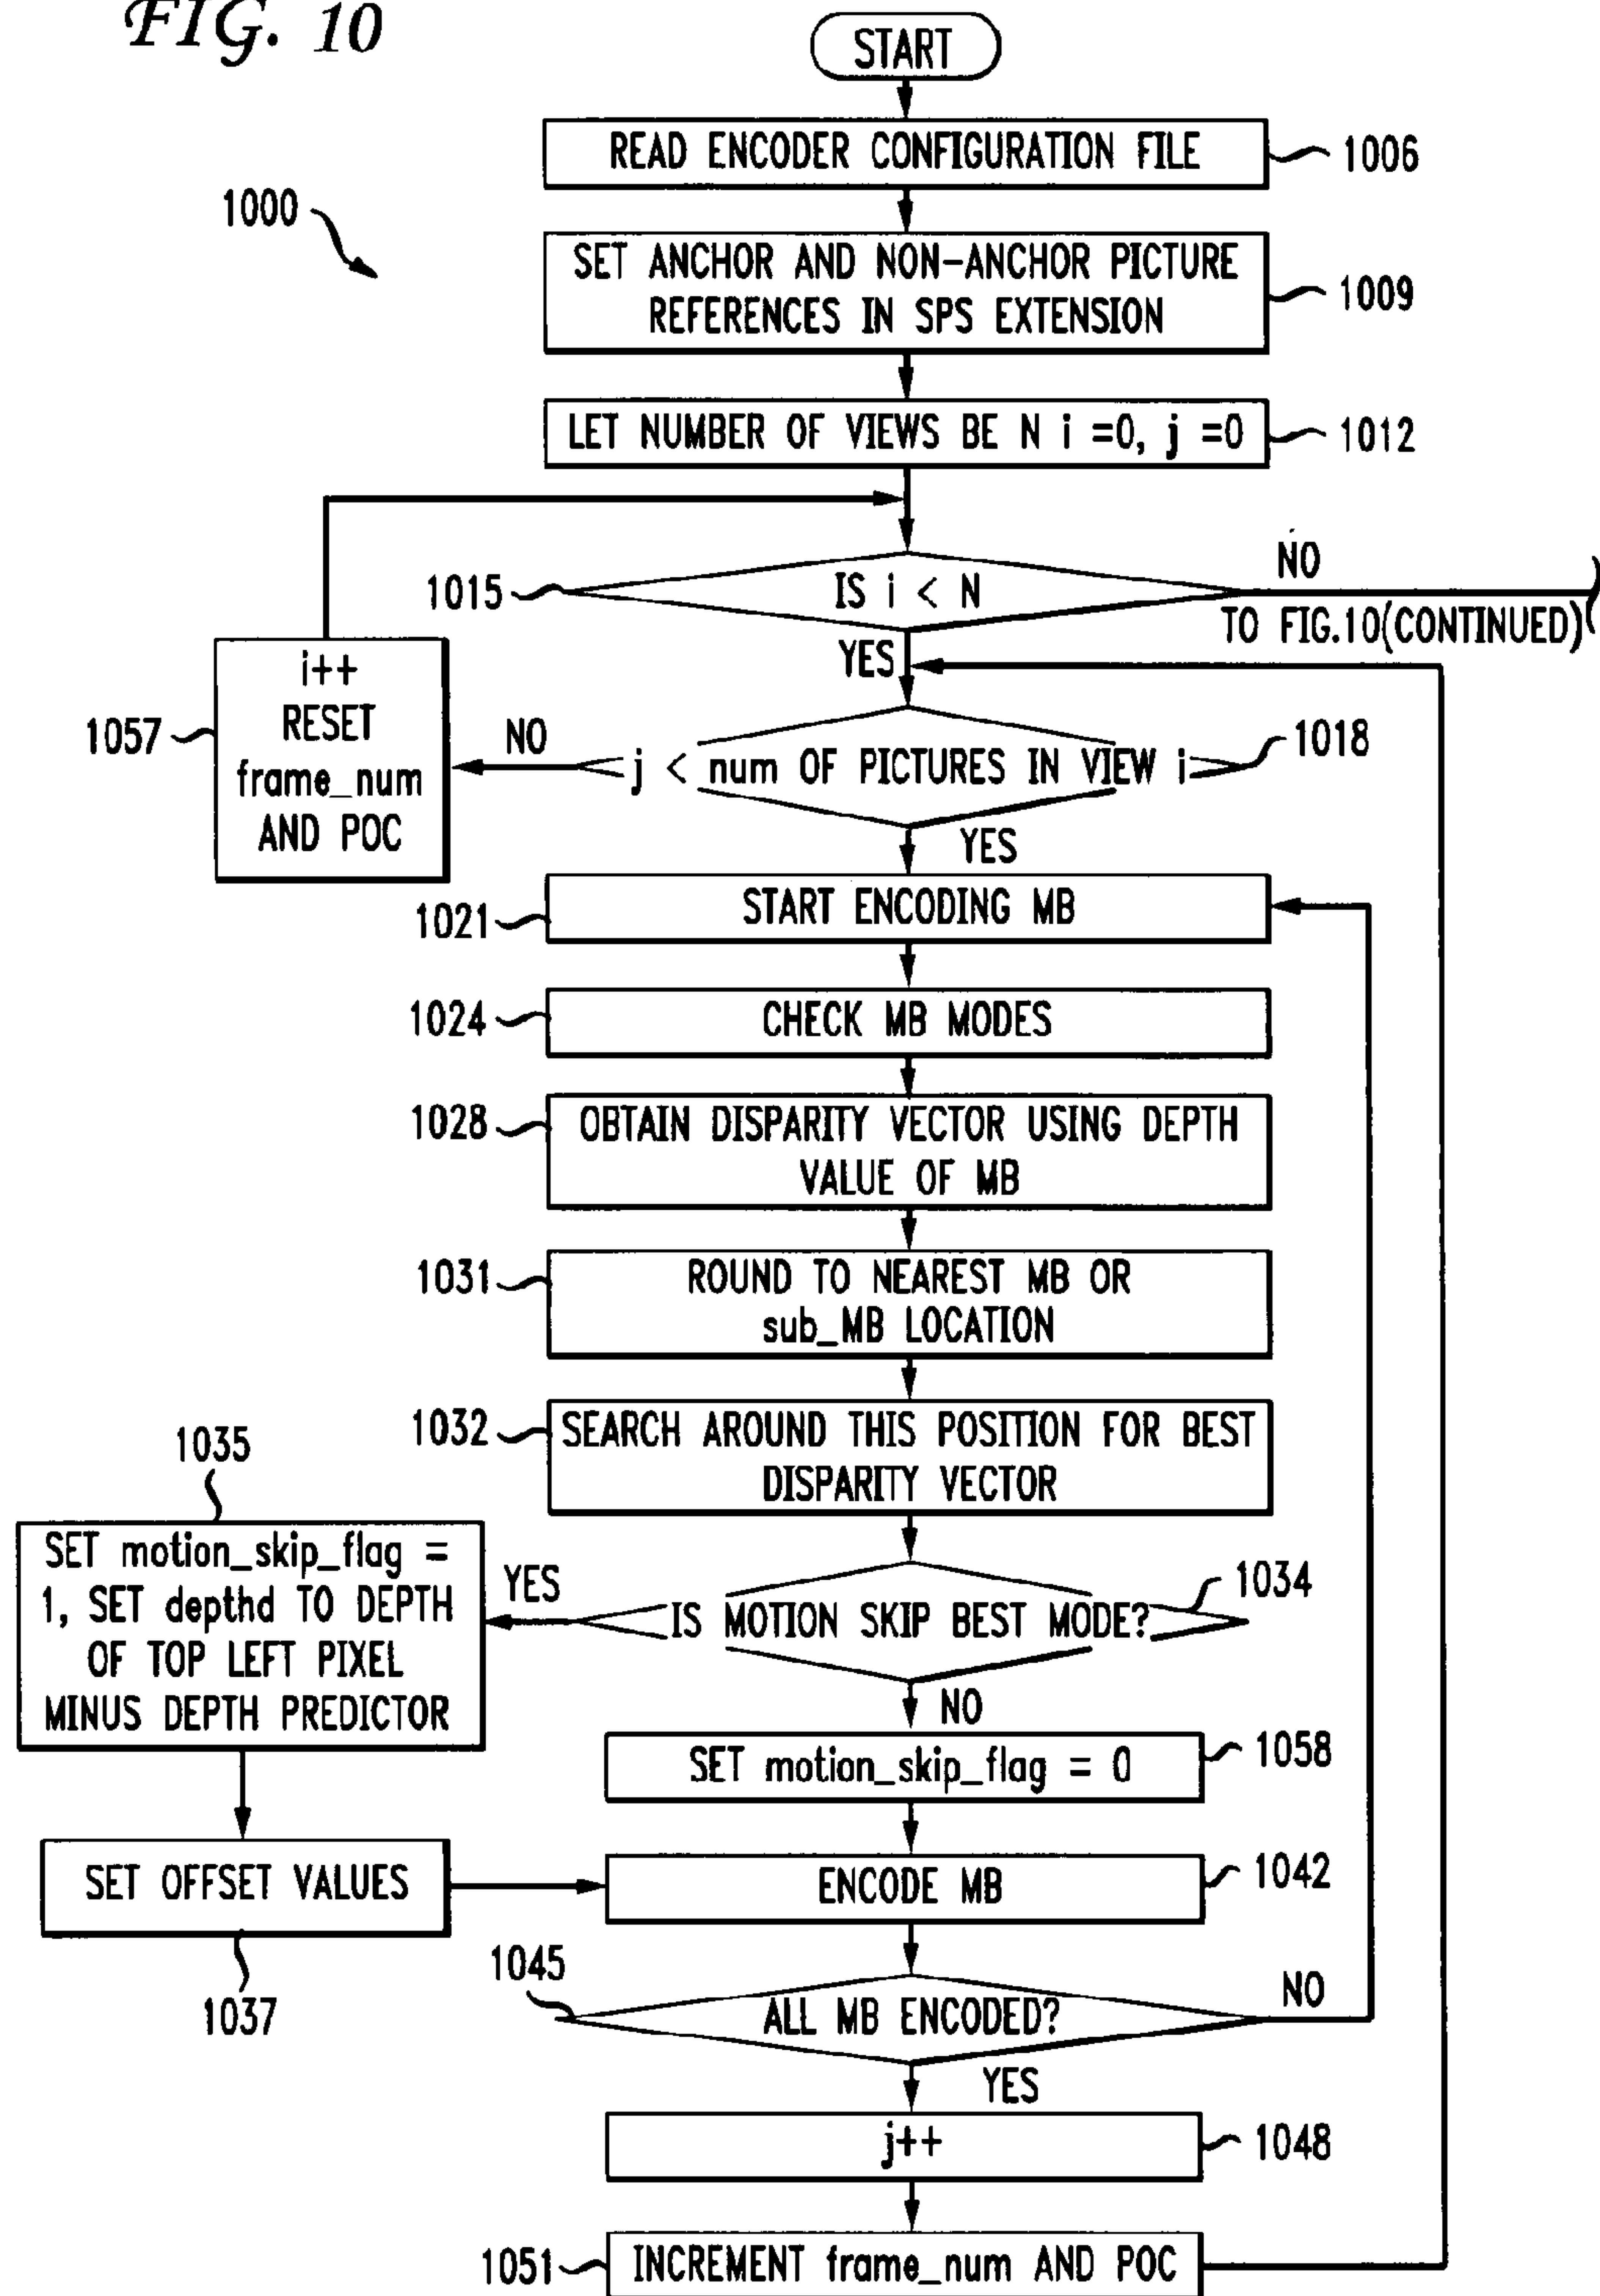 FIG. 10
START
READ ENCODER CONFIGURATION FILE
1006
1000
SET ANCHOR AND NON-ANCHOR PICTURE
REFERENCES IN SPS EXTENSION
1009
LET NUMBER OF VIEWS BE N i =0, j =0
1012
1015
IS i < N
NO
TO FIG.10(CONTINUED)
YES
i++
RESET
frame_num
AND POC
1057
NO
j < num OF PICTURES IN VIEW i
1018
YES
START ENCODING MB
1021
CHECK MB MODES
1024
OBTAIN DISPARITY VECTOR USING DEPTH
VALUE OF MB
1028
ROUND TO NEAREST MB OR
sub_MB LOCATION
1031
SEARCH AROUND THIS POSITION FOR BEST
DISPARITY VECTOR
1032
1035
SET motion_skip_flag =
1, SET depthd TO DEPTH
OF TOP LEFT PIXEL
MINUS DEPTH PREDICTOR
YES
IS MOTION SKIP BEST MODE?
1034
NO
SET motion_skip_flag = 0
1058
SET OFFSET VALUES
1037
ENCODE MB
1042
1045
ALL MB ENCODED?
NO
YES
j++
1048
1051
INCREMENT frame_num AND POC